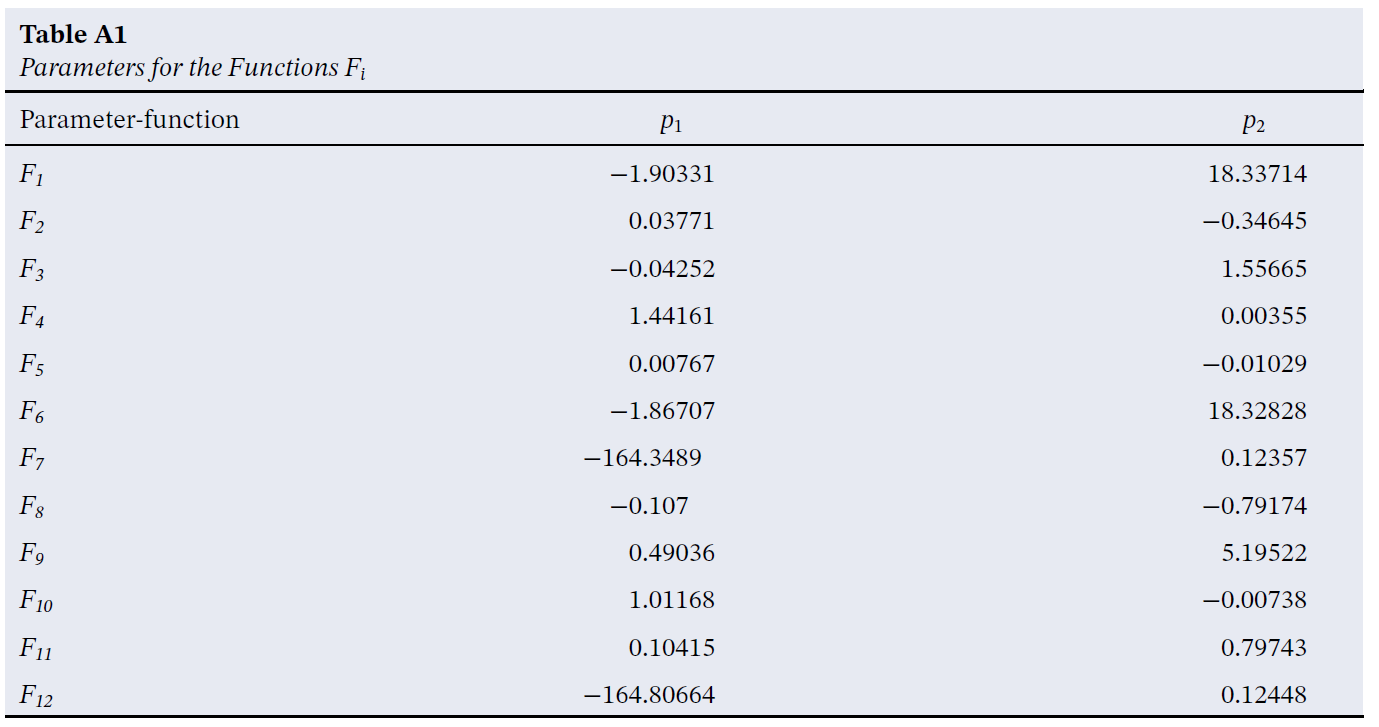 Table A1
Parameters for the Functions Fi
Parameter-function p1 p2
F1 −1.90331 18.33714
F2 0.03771 −0.34645
F3 −0.04252 1.55665
F4 1.44161 0.00355
F5 0.00767 −0.01029
F6 −1.86707 18.32828
F7 −164.3489 0.12357
F8 −0.107 −0.79174
F9 0.49036 5.19522
F10 1.01168 −0.00738
F11 0.10415 0.79743
F12 −164.80664 0.12448